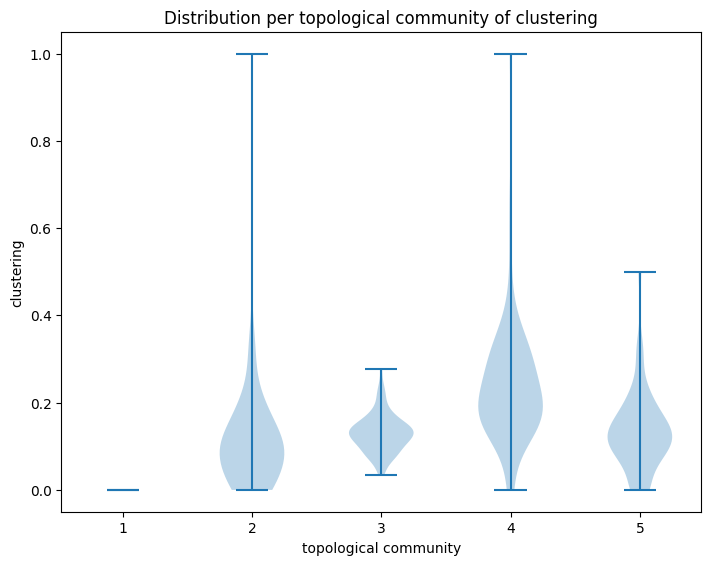 Distribution per topological community of clustering
clustering
1.0
0.8
0.6
0.4
0.2
0.0
1 2 3 4 5
topological community